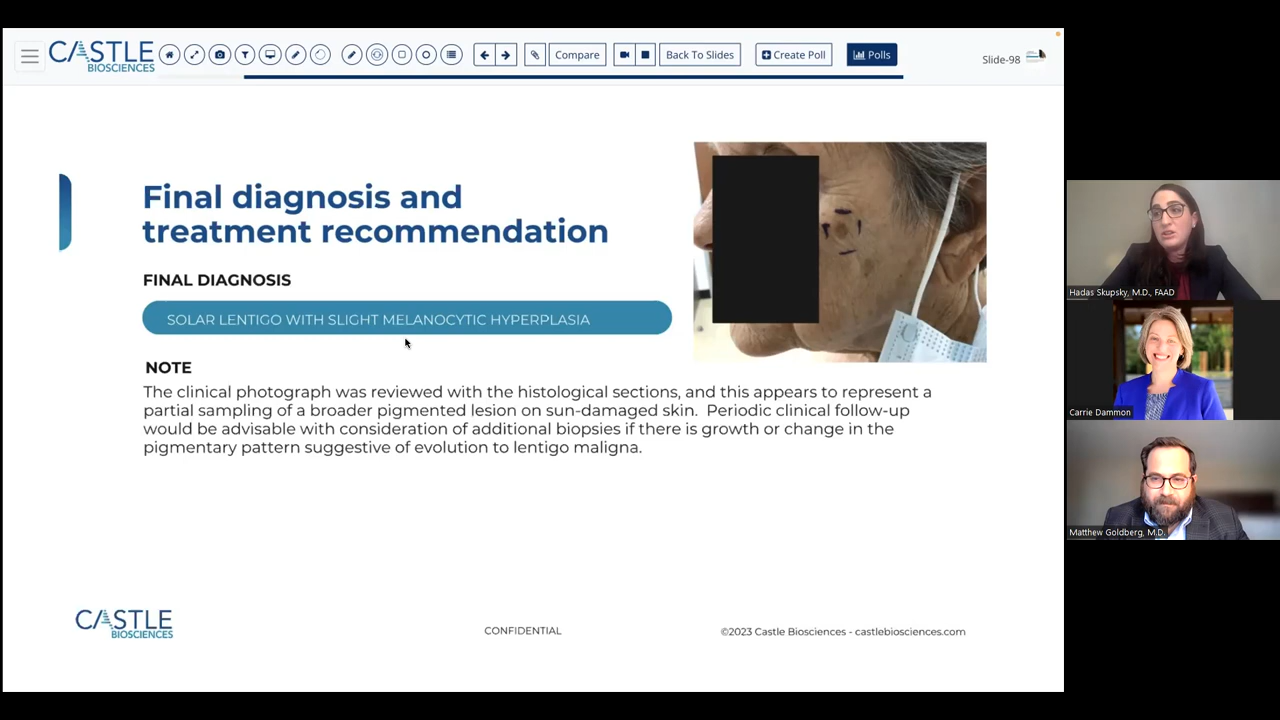 CASTLE
BIOSCIENCES
Compare
Back To Slides
Create Poll
Polls
Slide-98
Final diagnosis and
treatment recommendation
FINAL DIAGNOSIS
SOLAR LENTIGO WITH SLIGHT MELANOCYTIC HYPERPLASIA
NOTE
The clinical photograph was reviewed with the histological sections, and this appears to represent a
partial sampling of a broader pigmented lesion on sun-damaged skin. Periodic clinical follow-up
would be advisable with consideration of additional biopsies if there is growth or change in the
pigmentary pattern suggestive of evolution to lentigo maligna.
CASTLE
BIOSCIENCES
CONFIDENTIAL
©2023 Castle Biosciences - castlebiosciences.com
Hadas Skupsky, M.D., FAAD
Carrie Dammon
Matthew Goldberg, M.D.